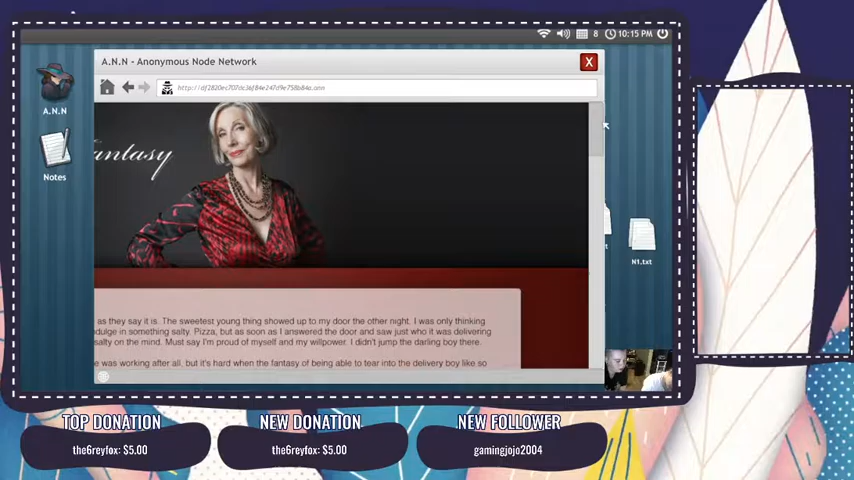 8 10:15 PM
A.N.N - Anonymous Node Network
X
A.N.N
Notes
antasy
N1.txt
as they say it is. The sweetest young thing showed up to my door the other night. I was only thinking
ndulge in something salty. Pizza, but as soon as I answered the door and saw just who it was delivering
salty on the mind. Must say I'm proud of myself and my willpower. I didn't jump the darling boy there.
e was working after all, but it's hard when the fantasy of being able to tear into the delivery boy like so
TOP DONATION
NEW DONATION
NEW FOLLOWER
the6reyfox: $5.00
the6reyfox: $5.00
gamingjojo2004